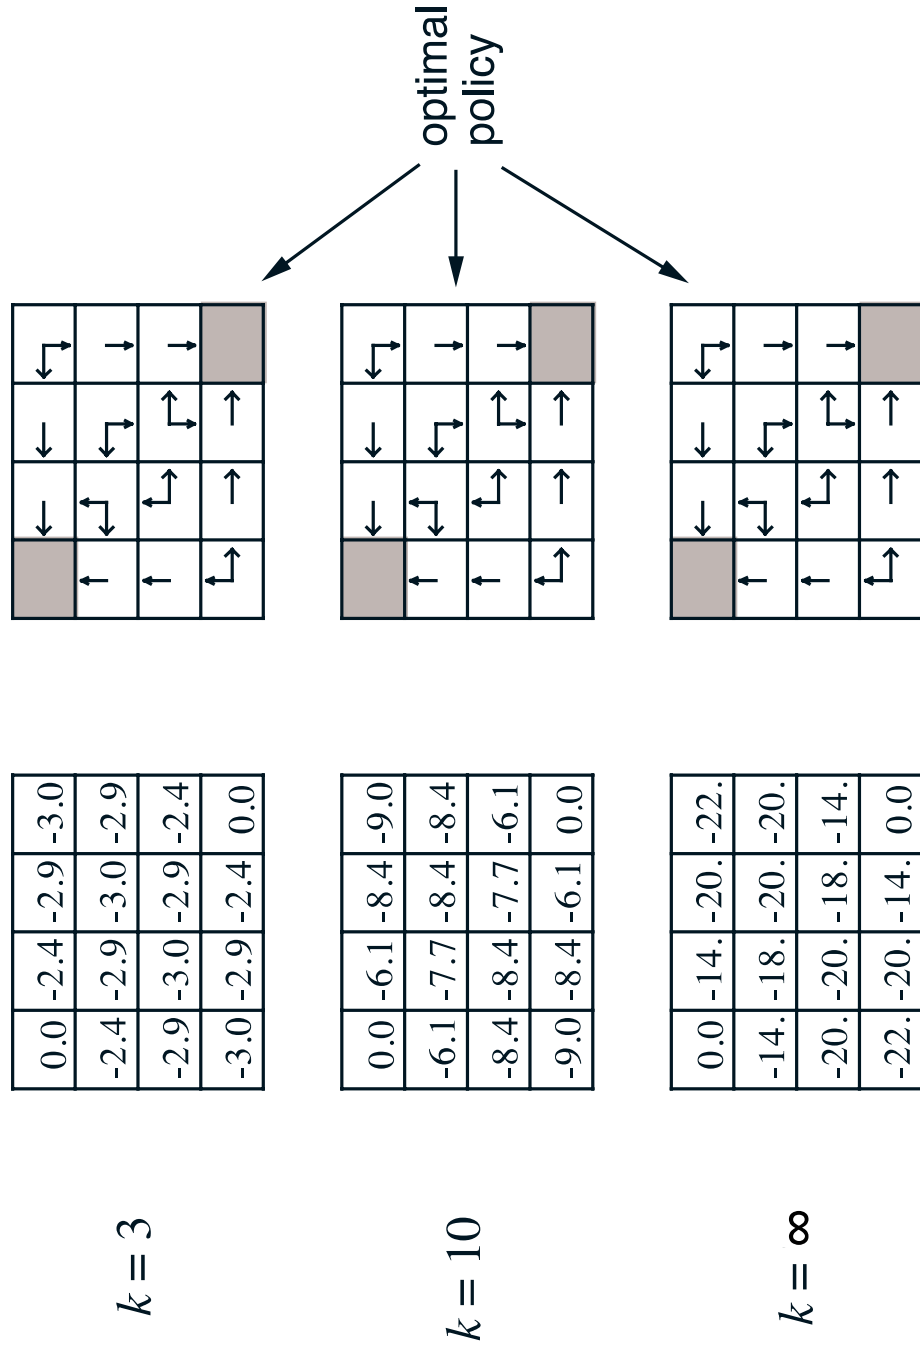 k = 3
0.0 -2.4 -2.9 -3.0
-2.4 -2.9 -3.0 -2.9
-2.9 -3.0 -2.9 -2.4
-3.0 -2.9 -2.4 0.0
k = 10
0.0 -6.1 -8.4 -9.0
-6.1 -7.7 -8.4 -8.4
-8.4 -8.4 -7.7 -6.1
-9.0 -8.4 -6.1 0.0
optimal
policy
k = ∞
0.0 -14. -20. -22.
-14. -18. -20. -20.
-20. -20. -18. -14.
-22. -20. -14. 0.0